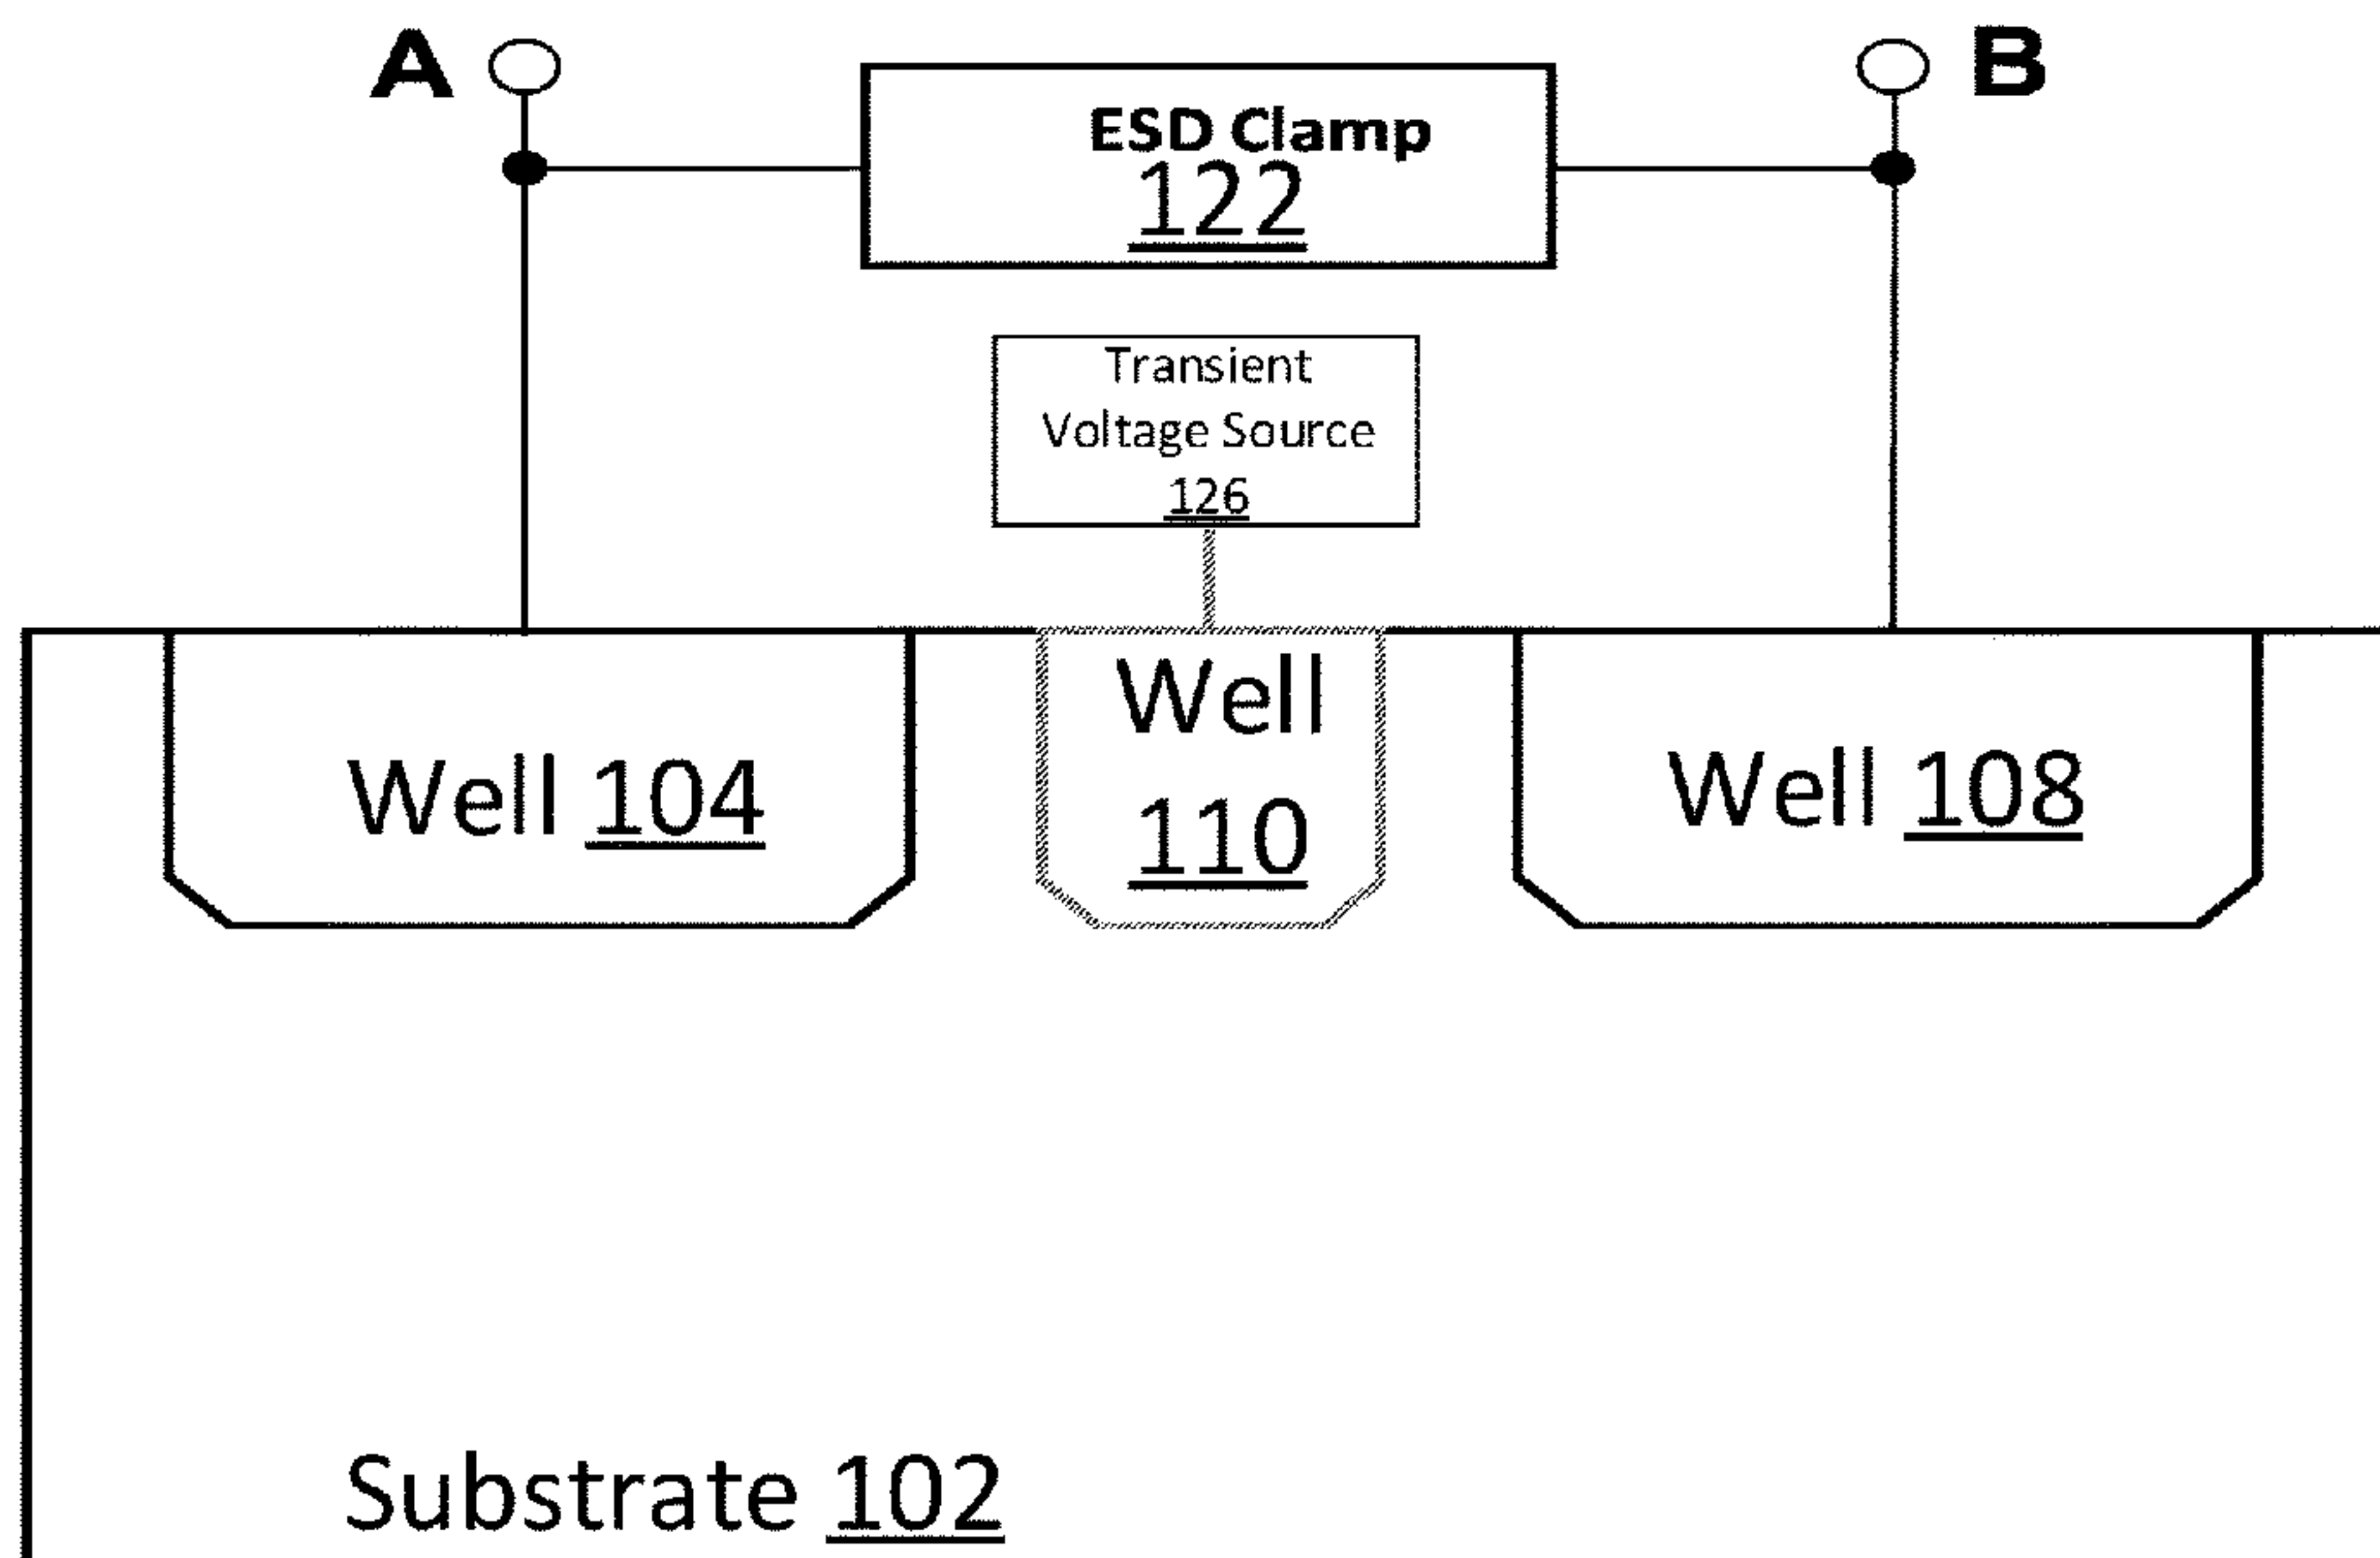 A
B
ESD Clamp
122
Transient
Voltage Source
126
Well
110
Well 104
Well 108
Substrate 102